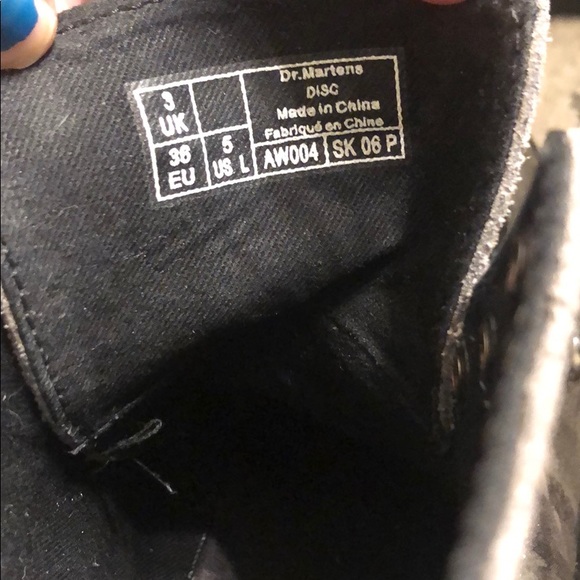 3
UK
36
EU
5
US L
Dr.Martens
DISC
Made in China
Fabriqué en Chine
AW004
SK 06 P